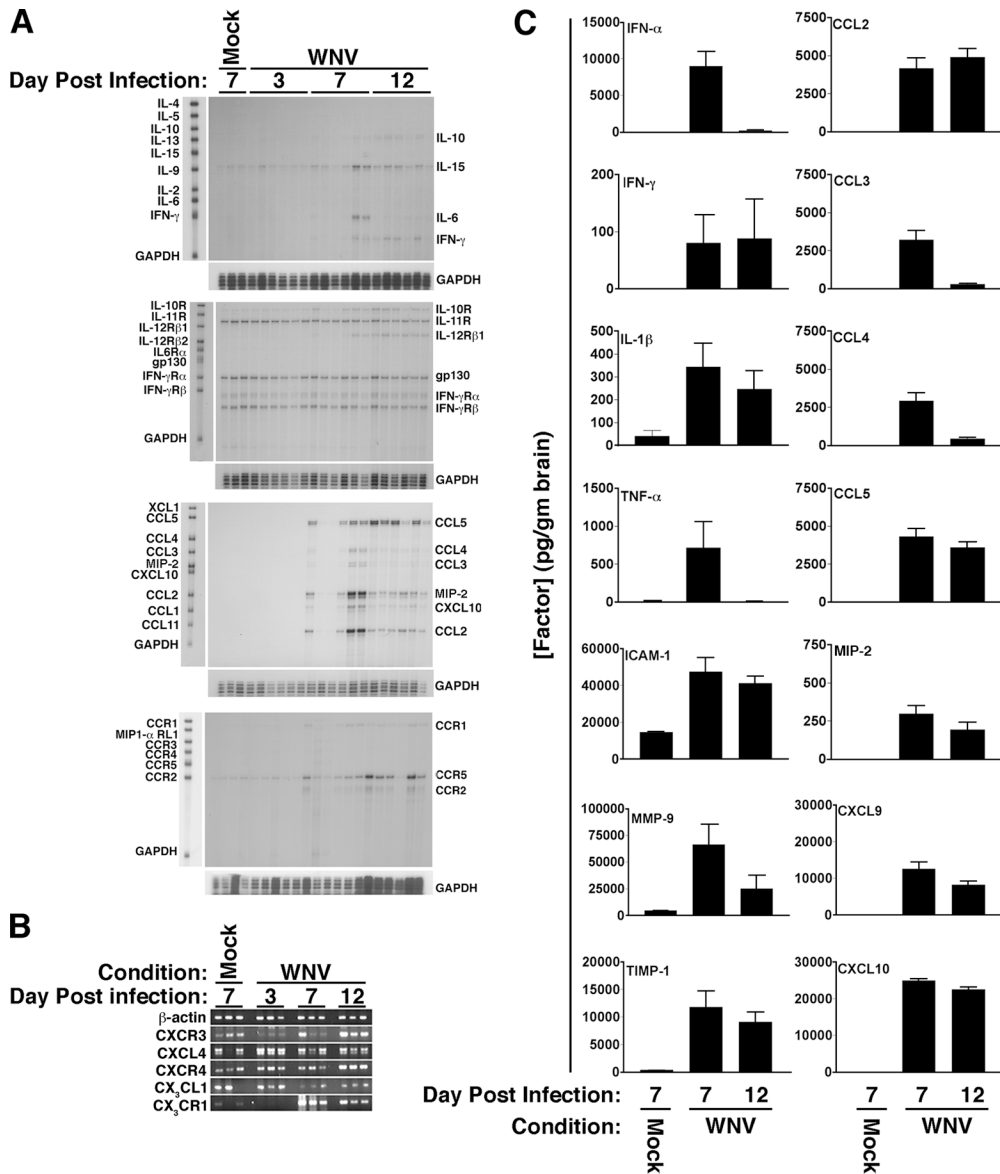 A
Mock
WNV
Day Post Infection: 7 3 7 12
IL-4
IL-5
IL-10
IL-13
IL-15
IL-9
IL-2
IL-6
IFN-γ
GAPDH
IL-10
IL-15
IL-6
IFN-γ
GAPDH
IL-10R
IL-11R
IL-12Rβ1
IL-12Rβ2
IL6Rα
gp130
IFN-γRα
IFN-γRβ
GAPDH
IL-10R
IL-11R
IL-12Rβ1
gp130
IFN-γRα
IFN-γRβ
GAPDH
XCL1
CCL5
CCL4
CCL3
MIP-2
CXCL10
CCL2
CCL1
CCL11
GAPDH
CCL5
CCL4
CCL3
MIP-2
CXCL10
CCL2
GAPDH
CCR1
MIP1-α RL1
CCR3
CCR4
CCR5
CCR2
GAPDH
CCR1
CCR5
CCR2
GAPDH
B
Condition: Mock WNV
Day Post infection: 7 3 7 12
β-actin
CXCR3
CXCL4
CXCR4
CX3CL1
CX3CR1
C
[Factor] (pg/gm brain)
IFN-α
15000
10000
5000
0
CCL2
7500
5000
2500
0
IFN-γ
200
100
0
CCL3
7500
5000
2500
0
IL-1β
500
400
300
200
100
0
CCL4
7500
5000
2500
0
TNF-α
1500
1000
500
0
CCL5
7500
5000
2500
0
ICAM-1
60000
40000
20000
0
MIP-2
750
500
250
0
MMP-9
100000
75000
50000
25000
0
CXCL9
30000
20000
10000
0
TIMP-1
20000
15000
10000
5000
0
CXCL10
30000
20000
10000
0
Day Post Infection: 7 7 12 7 7 12
Condition: Mock WNV Mock WNV